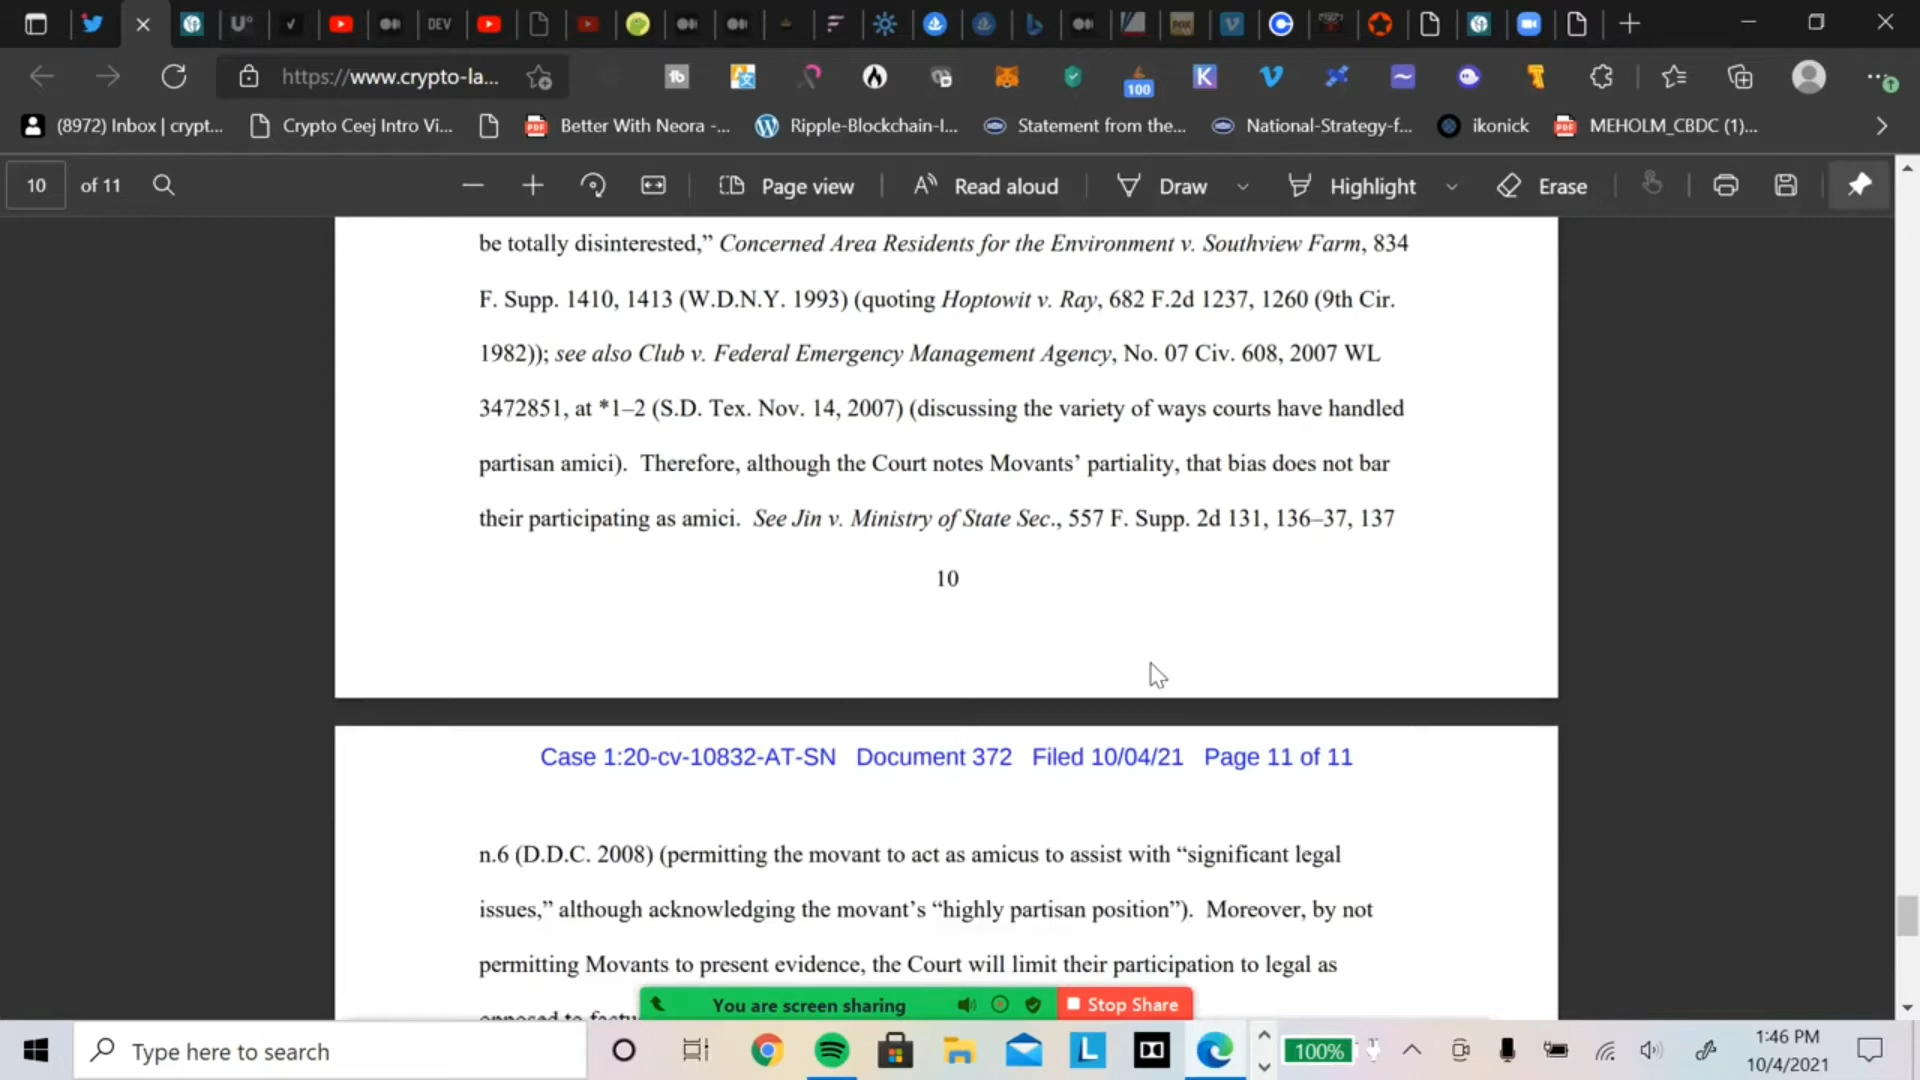 DEV
https://www.crypto-la...
100
(8972) Inbox | crypt...
Crypto Ceej Intro Vi...
Better With Neora -...
Ripple-Blockchain-I...
Statement from the...
National-Strategy-f...
ikonick
MEHOLM_CBDC (1)...
10 of 11
Page view
Read aloud
Draw
Highlight
Erase
be totally disinterested,” Concerned Area Residents for the Environment v. Southview Farm, 834
F. Supp. 1410, 1413 (W.D.N.Y. 1993) (quoting Hoptowit v. Ray, 682 F.2d 1237, 1260 (9th Cir.
1982)); see also Club v. Federal Emergency Management Agency, No. 07 Civ. 608, 2007 WL
3472851, at *1–2 (S.D. Tex. Nov. 14, 2007) (discussing the variety of ways courts have handled
partisan amici). Therefore, although the Court notes Movants’ partiality, that bias does not bar
their participating as amici. See Jin v. Ministry of State Sec., 557 F. Supp. 2d 131, 136–37, 137
10
Case 1:20-cv-10832-AT-SN Document 372 Filed 10/04/21 Page 11 of 11
n.6 (D.D.C. 2008) (permitting the movant to act as amicus to assist with “significant legal
issues,” although acknowledging the movant’s “highly partisan position”). Moreover, by not
permitting Movants to present evidence, the Court will limit their participation to legal as
opposed to
You are screen sharing
Stop Share
Type here to search
100%
1:46 PM
10/4/2021